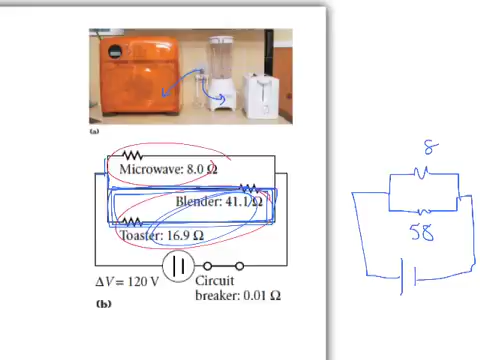 (a)
Microwave: 8.0 Ω
Blender: 41.1 Ω
Toaster: 16.9 Ω
ΔV = 120 V
Circuit
breaker: 0.01 Ω
(b)
8
58